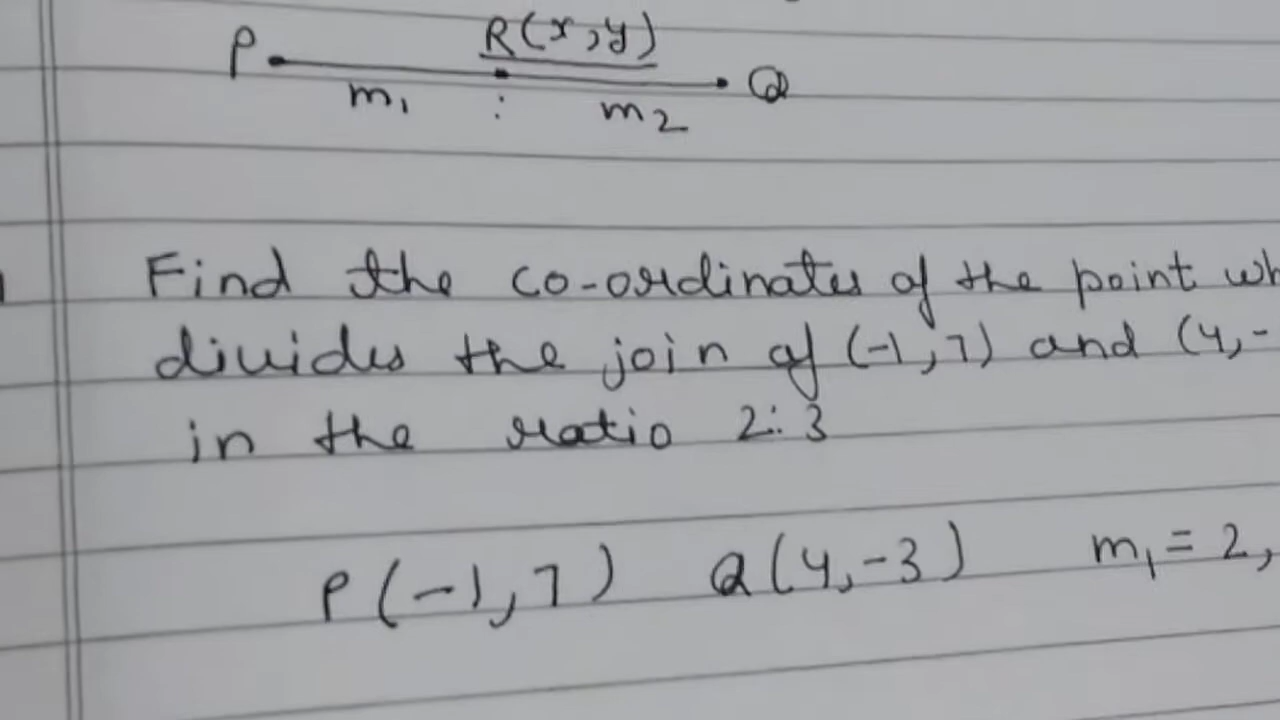 R(x,y)
P Q
m₁ : m₂
Find the co-ordinates of the point
divides the join of (-1,7) and (4,-
in the ratio 2:3
P(-1,7) Q(4,-3) m₁=2,